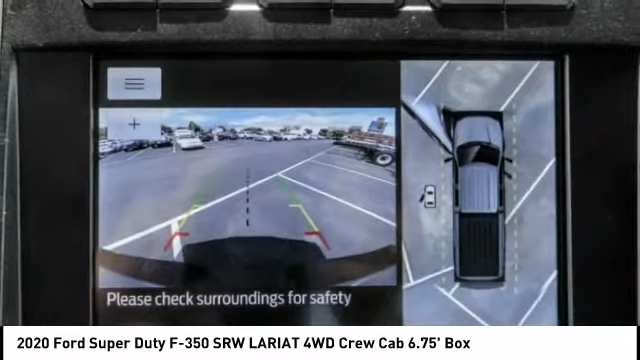 Please check surroundings for safety
2020 Ford Super Duty F-350 SRW LARIAT 4WD Crew Cab 6.75' Box